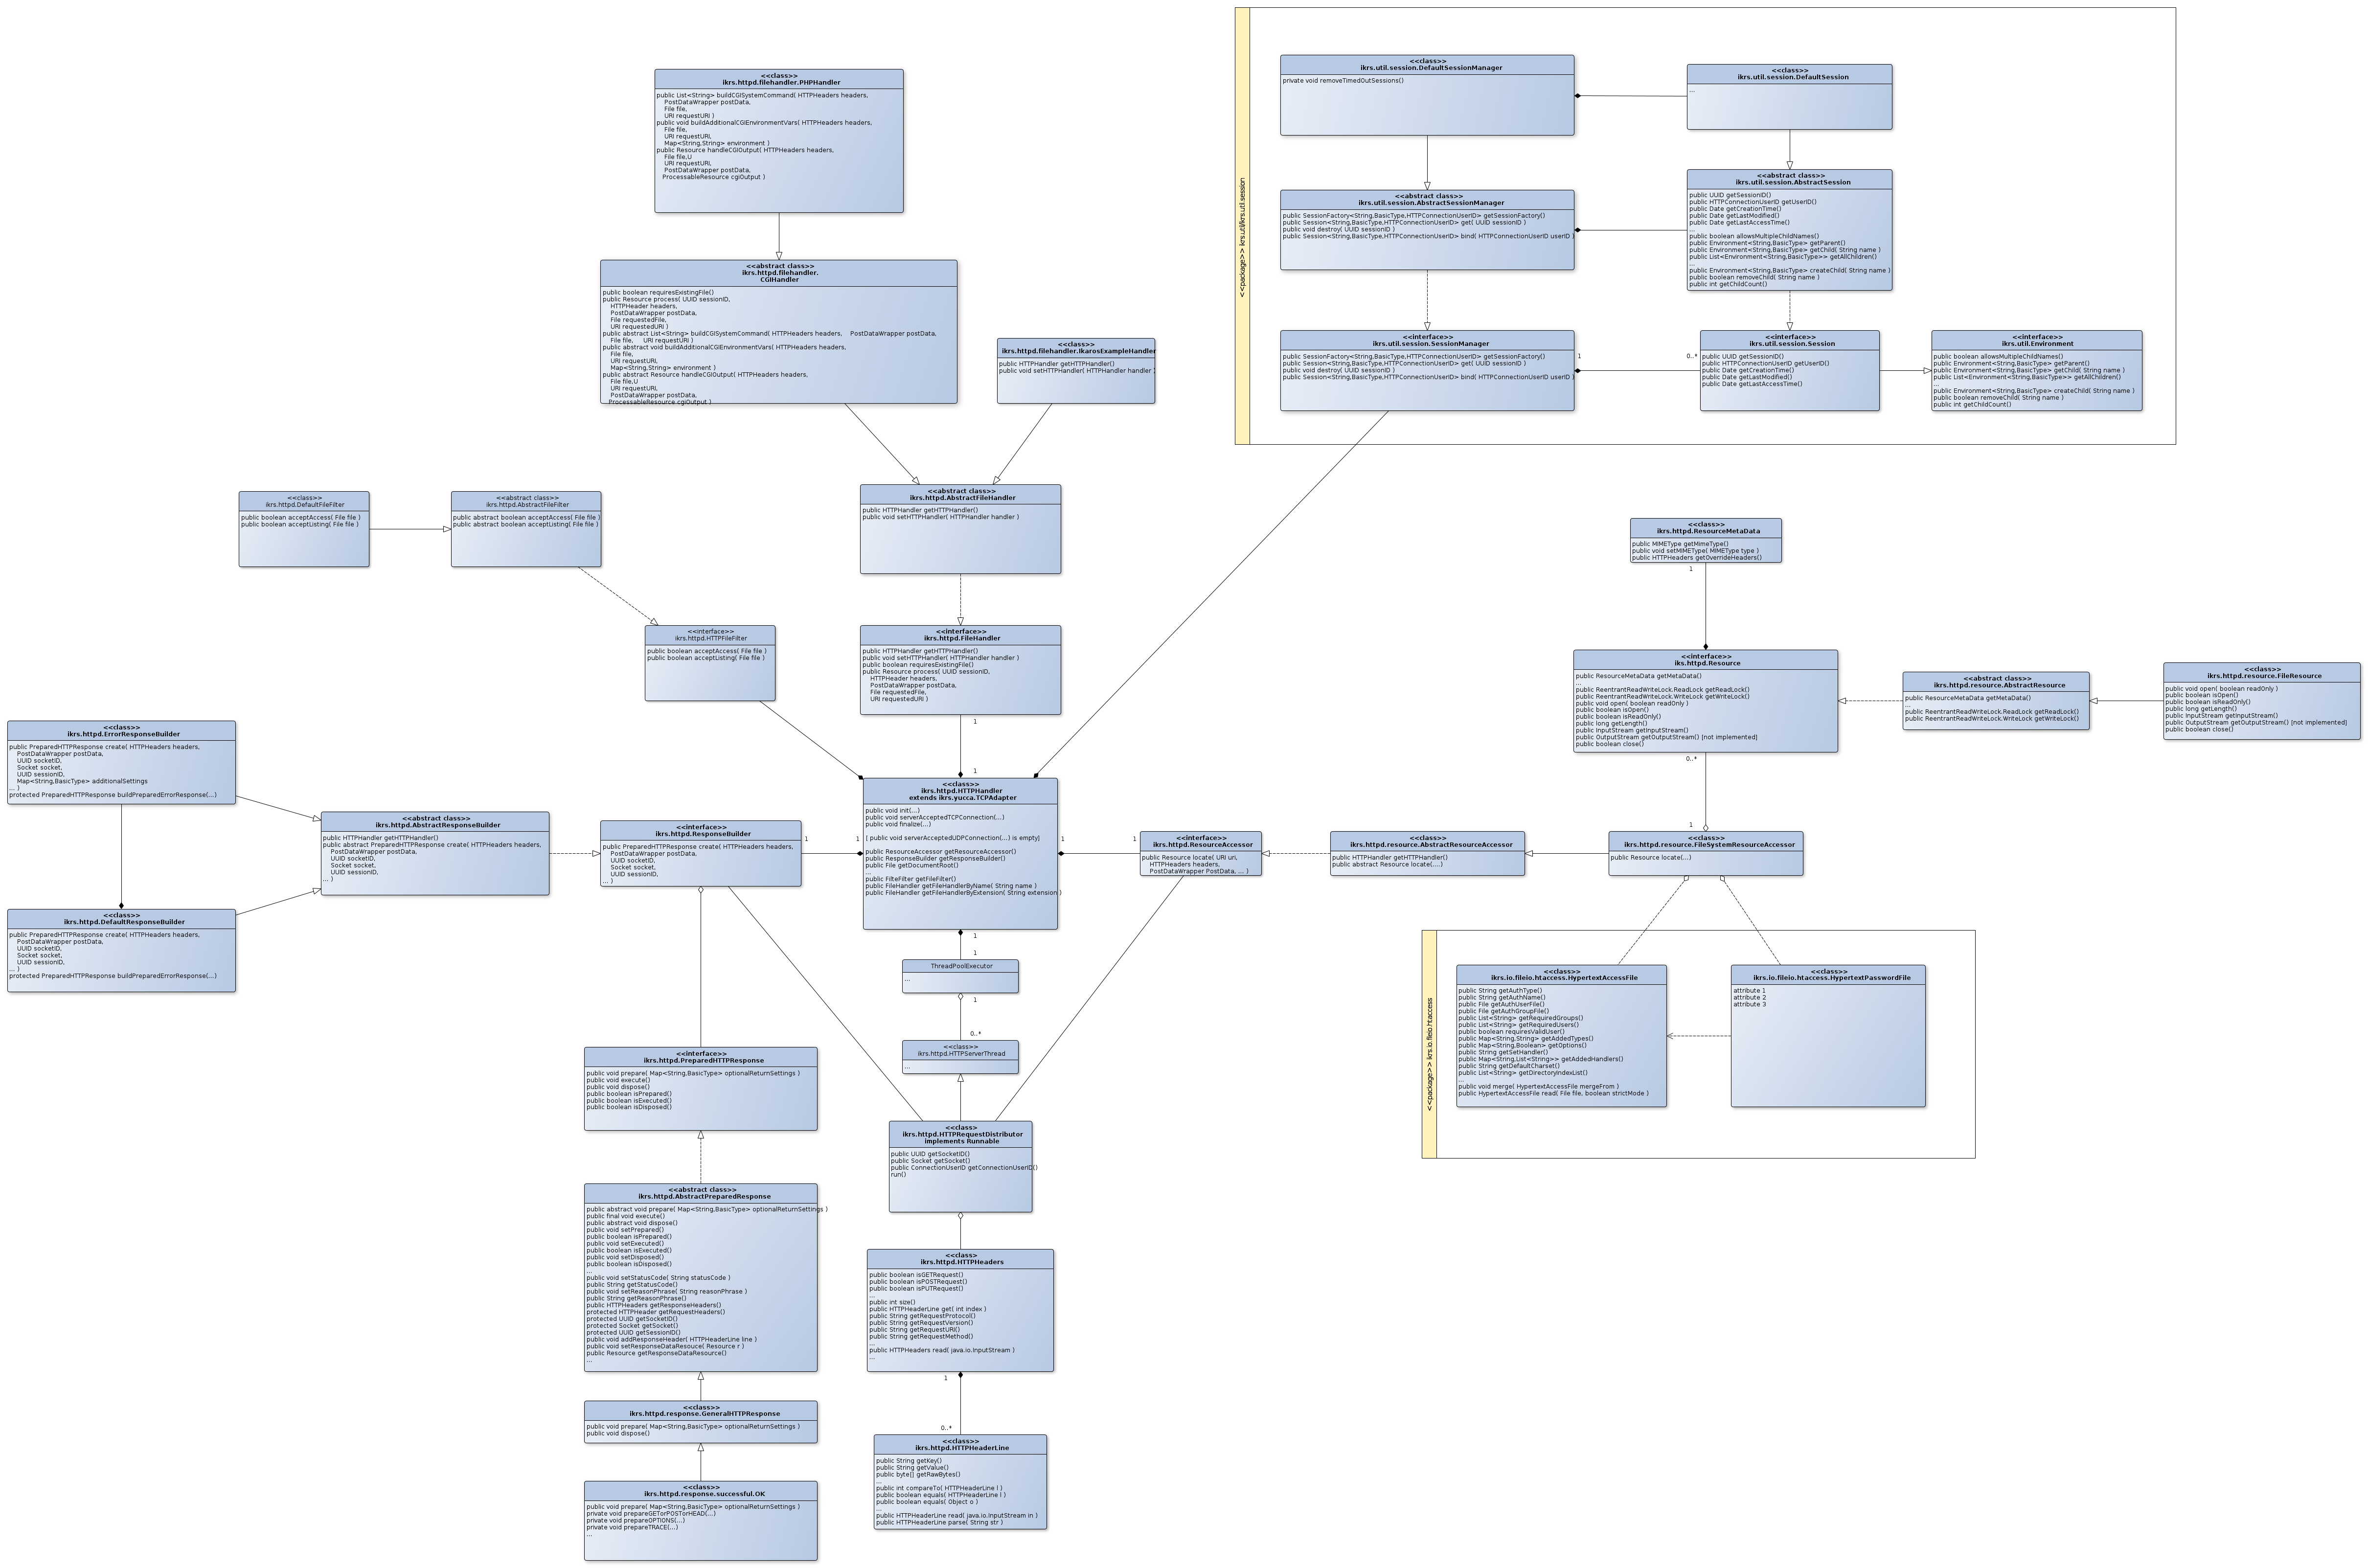 <<package>> ikrs.util/ikrs.util.session
<<class>>
ikrs.util.session.DefaultSessionManager
private void removeTimedOutSessions()
<<class>>
ikrs.util.session.DefaultSession
...
<<abstract class>>
ikrs.util.session.AbstractSessionManager
public SessionFactory<String,BasicType,HTTPConnectionUserID> getSessionFactory()
public Session<String,BasicType,HTTPConnectionUserID> get( UUID sessionID )
public void destroy( UUID sessionID )
public Session<String,BasicType,HTTPConnectionUserID> bind( HTTPConnectionUserID userID )
<<abstract class>>
ikrs.util.session.AbstractSession
public UUID getSessionID()
public HTTPConnectionUserID getUserID()
public Date getCreationTime()
public Date getLastModified()
public Date getLastAccessTime()
...
public boolean allowsMultipleChildNames()
public Environment<String,BasicType> getParent()
public Environment<String,BasicType> getChild( String name )
public List<Environment<String,BasicType>> getAllChildren()
...
public Environment<String,BasicType> createChild( String name )
public boolean removeChild( String name )
public int getChildCount()
<<interface>>
ikrs.util.session.SessionManager
public SessionFactory<String,BasicType,HTTPConnectionUserID> getSessionFactory()
public Session<String,BasicType,HTTPConnectionUserID> get( UUID sessionID )
public void destroy( UUID sessionID )
public Session<String,BasicType,HTTPConnectionUserID> bind( HTTPConnectionUserID userID )
1
0..*
<<interface>>
ikrs.util.session.Session
public UUID getSessionID()
public HTTPConnectionUserID getUserID()
public Date getCreationTime()
public Date getLastModified()
public Date getLastAccessTime()
<<interface>>
ikrs.util.Environment
public boolean allowsMultipleChildNames()
public Environment<String,BasicType> getParent()
public Environment<String,BasicType> getChild( String name )
public List<Environment<String,BasicType>> getAllChildren()
...
public Environment<String,BasicType> createChild( String name )
public boolean removeChild( String name )
public int getChildCount()
<<class>>
ikrs.httpd.filehandler.PHPHandler
public List<String> buildCGISystemCommand( HTTPHeaders headers,
PostDataWrapper postData,
File file,
URI requestURI )
public void buildAdditionalCGIEnvironmentVars( HTTPHeaders headers,
File file,
URI requestURI,
Map<String,String> environment )
public Resource handleCGIOutput( HTTPHeaders headers,
File file,U
URI requestURI,
PostDataWrapper postData,
ProcessableResource cgiOutput )
<<abstract class>>
ikrs.httpd.filehandler.
CGIHandler
public boolean requiresExistingFile()
public Resource process( UUID sessionID,
HTTPHeader headers,
PostDataWrapper postData,
File requestedFile,
URI requestedURI )
public abstract List<String> buildCGISystemCommand( HTTPHeaders headers,    PostDataWrapper postData,
File file,     URI requestURI )
public abstract void buildAdditionalCGIEnvironmentVars( HTTPHeaders headers,
File file,
URI requestURI,
Map<String,String> environment )
public abstract Resource handleCGIOutput( HTTPHeaders headers,
File file,U
URI requestURI,
PostDataWrapper postData,
ProcessableResource cgiOutput )
<<class>>
ikrs.httpd.filehandler.IkarosExampleHandler
public HTTPHandler getHTTPHandler()
public void setHTTPHandler( HTTPHandler handler )
<<class>>
ikrs.httpd.DefaultFileFilter
public boolean acceptAccess( File file )
public boolean acceptListing( File file )
<<abstract class>>
ikrs.httpd.AbstractFileFilter
public abstract boolean acceptAccess( File file )
public abstract boolean acceptListing( File file )
<<abstract class>>
ikrs.httpd.AbstractFileHandler
public HTTPHandler getHTTPHandler()
public void setHTTPHandler( HTTPHandler handler )
<<interface>>
ikrs.httpd.HTTPFileFilter
public boolean acceptAccess( File file )
public boolean acceptListing( File file )
<<interface>>
ikrs.httpd.FileHandler
public HTTPHandler getHTTPHandler()
public void setHTTPHandler( HTTPHandler handler )
public boolean requiresExistingFile()
public Resource process( UUID sessionID,
HTTPHeader headers,
PostDataWrapper postData,
File requestedFile,
URI requestedURI )
1
1
<<class>>
ikrs.httpd.ResourceMetaData
public MIMEType getMimeType()
public void setMIMEType( MIMEType type )
public HTTPHeaders getOverrideHeaders()
1
<<interface>>
iks.httpd.Resource
public ResourceMetaData getMetaData()
...
public ReentrantReadWriteLock.ReadLock getReadLock()
public ReentrantReadWriteLock.WriteLock getWriteLock()
public void open( boolean readOnly )
public boolean isOpen()
public boolean isReadOnly()
public long getLength()
public InputStream getInputStream()
public OutputStream getOutputStream() [not implemented]
public boolean close()
0..*
1
<<abstract class>>
ikrs.httpd.resource.AbstractResource
public ResourceMetaData getMetaData()
...
public ReentrantReadWriteLock.ReadLock getReadLock()
public ReentrantReadWriteLock.WriteLock getWriteLock()
<<class>>
ikrs.httpd.resource.FileResource
public void open( boolean readOnly )
public boolean isOpen()
public boolean isReadOnly()
public long getLength()
public InputStream getInputStream()
public OutputStream getOutputStream() [not implemented]
public boolean close()
<<class>>
ikrs.httpd.ErrorResponseBuilder
public PreparedHTTPResponse create( HTTPHeaders headers,
PostDataWrapper postData,
UUID socketID,
Socket socket,
UUID sessionID,
Map<String,BasicType> additionalSettings
... )
protected PreparedHTTPResponse buildPreparedErrorResponse(...)
<<abstract class>>
ikrs.httpd.AbstractResponseBuilder
public HTTPHandler getHTTPHandler()
public abstract PreparedHTTPResponse create( HTTPHeaders headers,
PostDataWrapper postData,
UUID socketID,
Socket socket,
UUID sessionID,
... )
<<class>>
ikrs.httpd.DefaultResponseBuilder
public PreparedHTTPResponse create( HTTPHeaders headers,
PostDataWrapper postData,
UUID socketID,
Socket socket,
UUID sessionID,
... )
protected PreparedHTTPResponse buildPreparedErrorResponse(...)
<<interface>>
ikrs.httpd.ResponseBuilder
public PreparedHTTPResponse create( HTTPHeaders headers,
PostDataWrapper postData,
UUID socketID,
Socket socket,
UUID sessionID,
... )
1
1
<<class>>
ikrs.httpd.HTTPHandler
extends ikrs.yucca.TCPAdapter
public void init(...)
public void serverAcceptedTCPConnection(...)
public void finalize(...)
[ public void serverAcceptedUDPConnection(...) is empty]
public ResourceAccessor getResourceAccessor()
public ResponseBuilder getResponseBuilder()
public File getDocumentRoot()
...
public FilteFilter getFileFilter()
public FileHandler getFileHandlerByName( String name )
public FileHandler getFileHandlerByExtension( String extension )
1
1
<<interface>>
ikrs.httpd.ResourceAccessor
public Resource locate( URI uri,
HTTPHeaders headers,
PostDataWrapper PostData, ... )
<<class>>
ikrs.httpd.resource.AbstractResourceAccessor
public HTTPHandler getHTTPHandler()
public abstract Resource locate(....)
<<class>>
ikrs.httpd.resource.FileSystemResourceAccessor
public Resource locate(...)
1
1
ThreadPoolExecutor
...
1
0..*
<<class>
ikrs.httpd.HTTPServerThread
...
<<package>> ikrs.io.fileio.htaccess
<<class>>
ikrs.io.fileio.htaccess.HypertextAccessFile
public String getAuthType()
public String getAuthName()
public File getAuthUserFile()
public File getAuthGroupFile()
public List<String> getRequiredGroups()
public List<String> getRequiredUsers()
public boolean requiresValidUser()
public Map<String,String> getAddedTypes()
public Map<String,Boolean> getOptions()
public String getSetHandler()
public Map<String,List<String>> getAddedHandlers()
public String getDefaultCharset()
public List<String> getDirectoryIndexList()
...
public void merge( HypertextAccessFile mergeFrom )
public HypertextAccessFile read( File file, boolean strictMode )
<<class>>
ikrs.io.fileio.htaccess.HypertextPasswordFile
attribute 1
attribute 2
attribute 3
<<interface>>
ikrs.httpd.PreparedHTTPResponse
public void prepare( Map<String,BasicType> optionalReturnSettings )
public void execute()
public void dispose()
public boolean isPrepared()
public boolean isExecuted()
public boolean isDisposed()
<<class>
ikrs.httpd.HTTPRequestDistributor
implements Runnable
public UUID getSocketID()
public Socket getSocket()
public ConnectionUserID getConnectionUserID()
run()
<<abstract class>>
ikrs.httpd.AbstractPreparedResponse
public abstract void prepare( Map<String,BasicType> optionalReturnSettings )
public final void execute()
public abstract void dispose()
public void setPrepared()
public boolean isPrepared()
public void setExecuted()
public boolean isExecuted()
public void setDisposed()
public boolean isDisposed()
...
public void setStatusCode( String statusCode )
public String getStatusCode()
public void setReasonPhrase( String reasonPhrase )
public String getReasonPhrase()
public HTTPHeaders getResponseHeaders()
protected HTTPHeader getRequestHeaders()
protected UUID getSocketID()
protected Socket getSocket()
protected UUID getSessionID()
public void addResponseHeader( HTTPHeaderLine line )
public void setResponseDataResouce( Resource r )
public Resource getResponseDataResource()
...
<<class>
ikrs.httpd.HTTPHeaders
public boolean isGETRequest()
public boolean isPOSTRequest()
public boolean isPUTRequest()
...
public int size()
public HTTPHeaderLine get( int index )
public String getRequestProtocol()
public String getRequestVersion()
public String getRequestURI()
public String getRequestMethod()
...
public HTTPHeaders read( java.io.InputStream )
...
1
0..*
<<class>>
ikrs.httpd.response.GeneralHTTPResponse
public void prepare( Map<String,BasicType> optionalReturnSettings )
public void dispose()
<<class>>
ikrs.httpd.HTTPHeaderLine
public String getKey()
public String getValue()
public byte[] getRawBytes()
...
public int compareTo( HTTPHeaderLine l )
public boolean equals( HTTPHeaderLine l )
public boolean equals( Object o )
...
public HTTPHeaderLine read( java.io.InputStream in )
public HTTPHeaderLine parse( String str )
<<class>>
ikrs.httpd.response.successful.OK
public void prepare( Map<String,BasicType> optionalReturnSettings )
private void prepareGETorPOSTorHEAD(...)
private void prepareOPTIONS(...)
private void prepareTRACE(...)
...